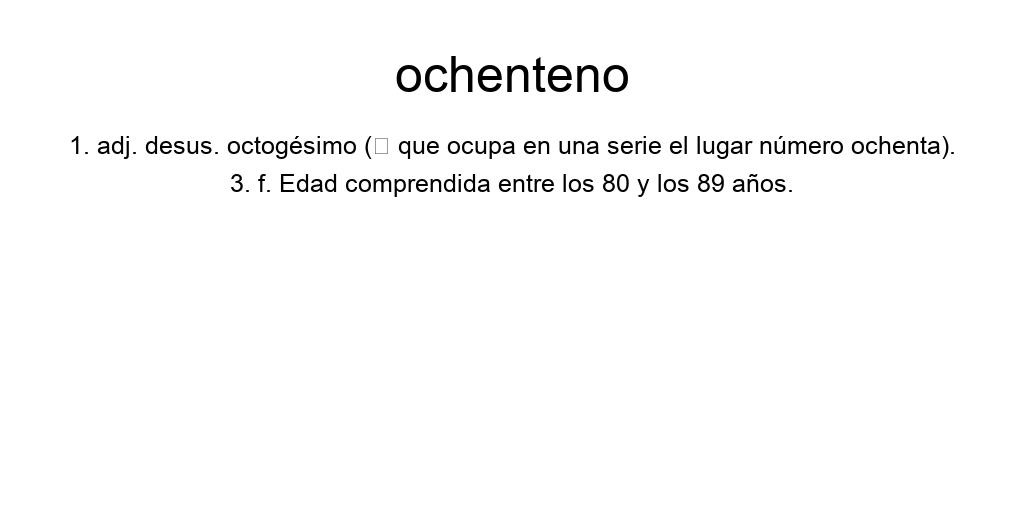 ochenteno
1. adj. desus. octogésimo (□ que ocupa en una serie el lugar número ochenta).
3. f. Edad comprendida entre los 80 y los 89 años.